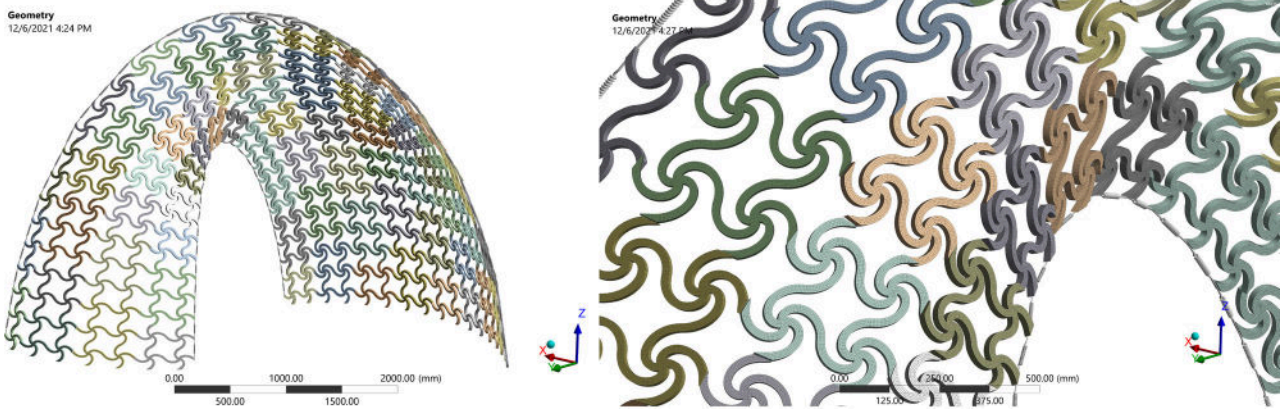 Geometry
12/6/2021 4:24 PM
Z
X
0.00 1000.00 2000.00 (mm)
500.00 1500.00
Geometry
12/6/2021 4:27 PM
Z
X
0.00 250.00 500.00 (mm)
125.00 375.00